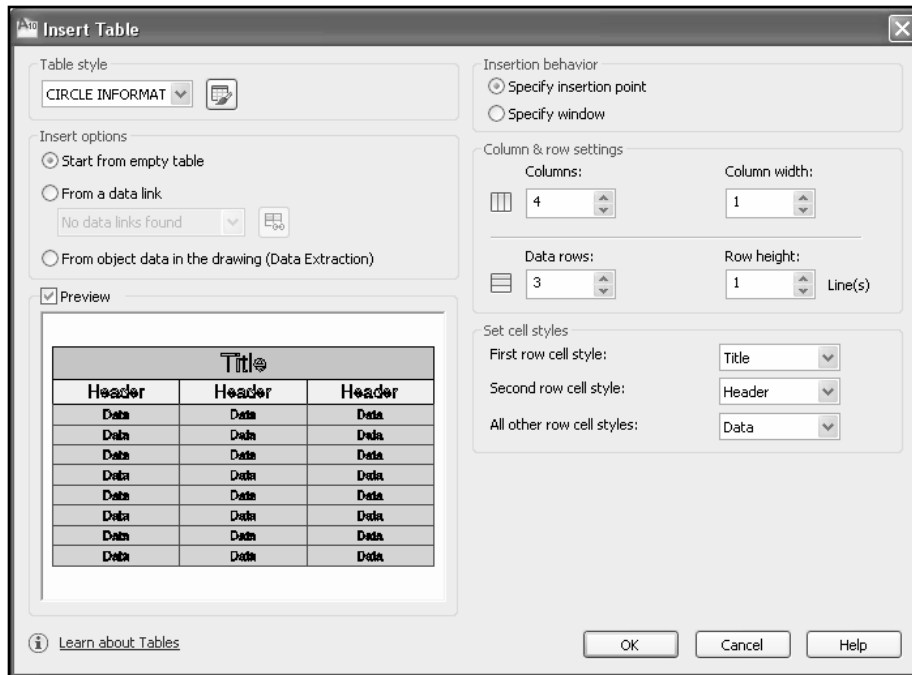 Insert Table
Table style
CIRCLE INFORMAT
Insert options
Start from empty table
From a data link
No data links found
From object data in the drawing (Data Extraction)
Preview
Title
Header Header Header
Data Data Data
Data Data Data
Data Data Data
Data Data Data
Data Data Data
Data Data Data
Data Data Data
Data Data Data
Insertion behavior
Specify insertion point
Specify window
Column & row settings
Columns: Column width:
4 1
Data rows: Row height:
3 1 Line(s)
Set cell styles
First row cell style: Title
Second row cell style: Header
All other row cell styles: Data
Learn about Tables
OK Cancel Help